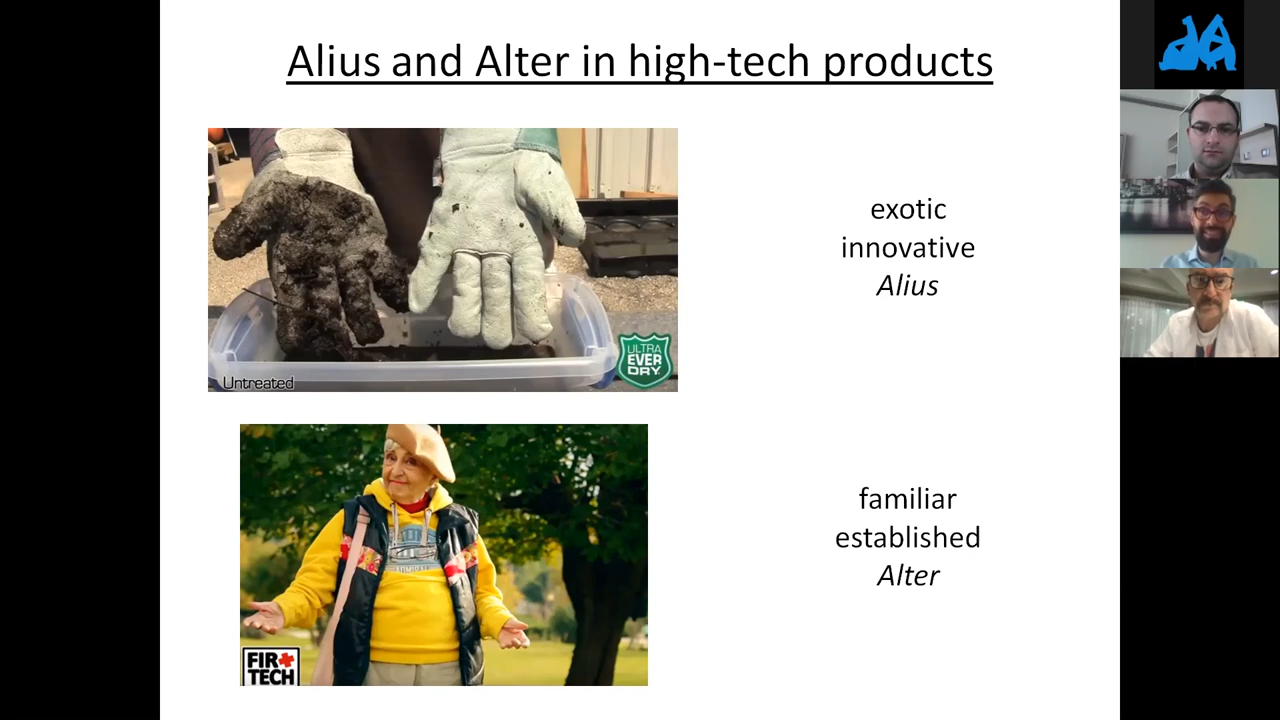 Alius and Alter in high-tech products
Untreated
ULTRA
EVER
DRY
exotic
innovative
Alius
FIR
TECH
familiar
established
Alter